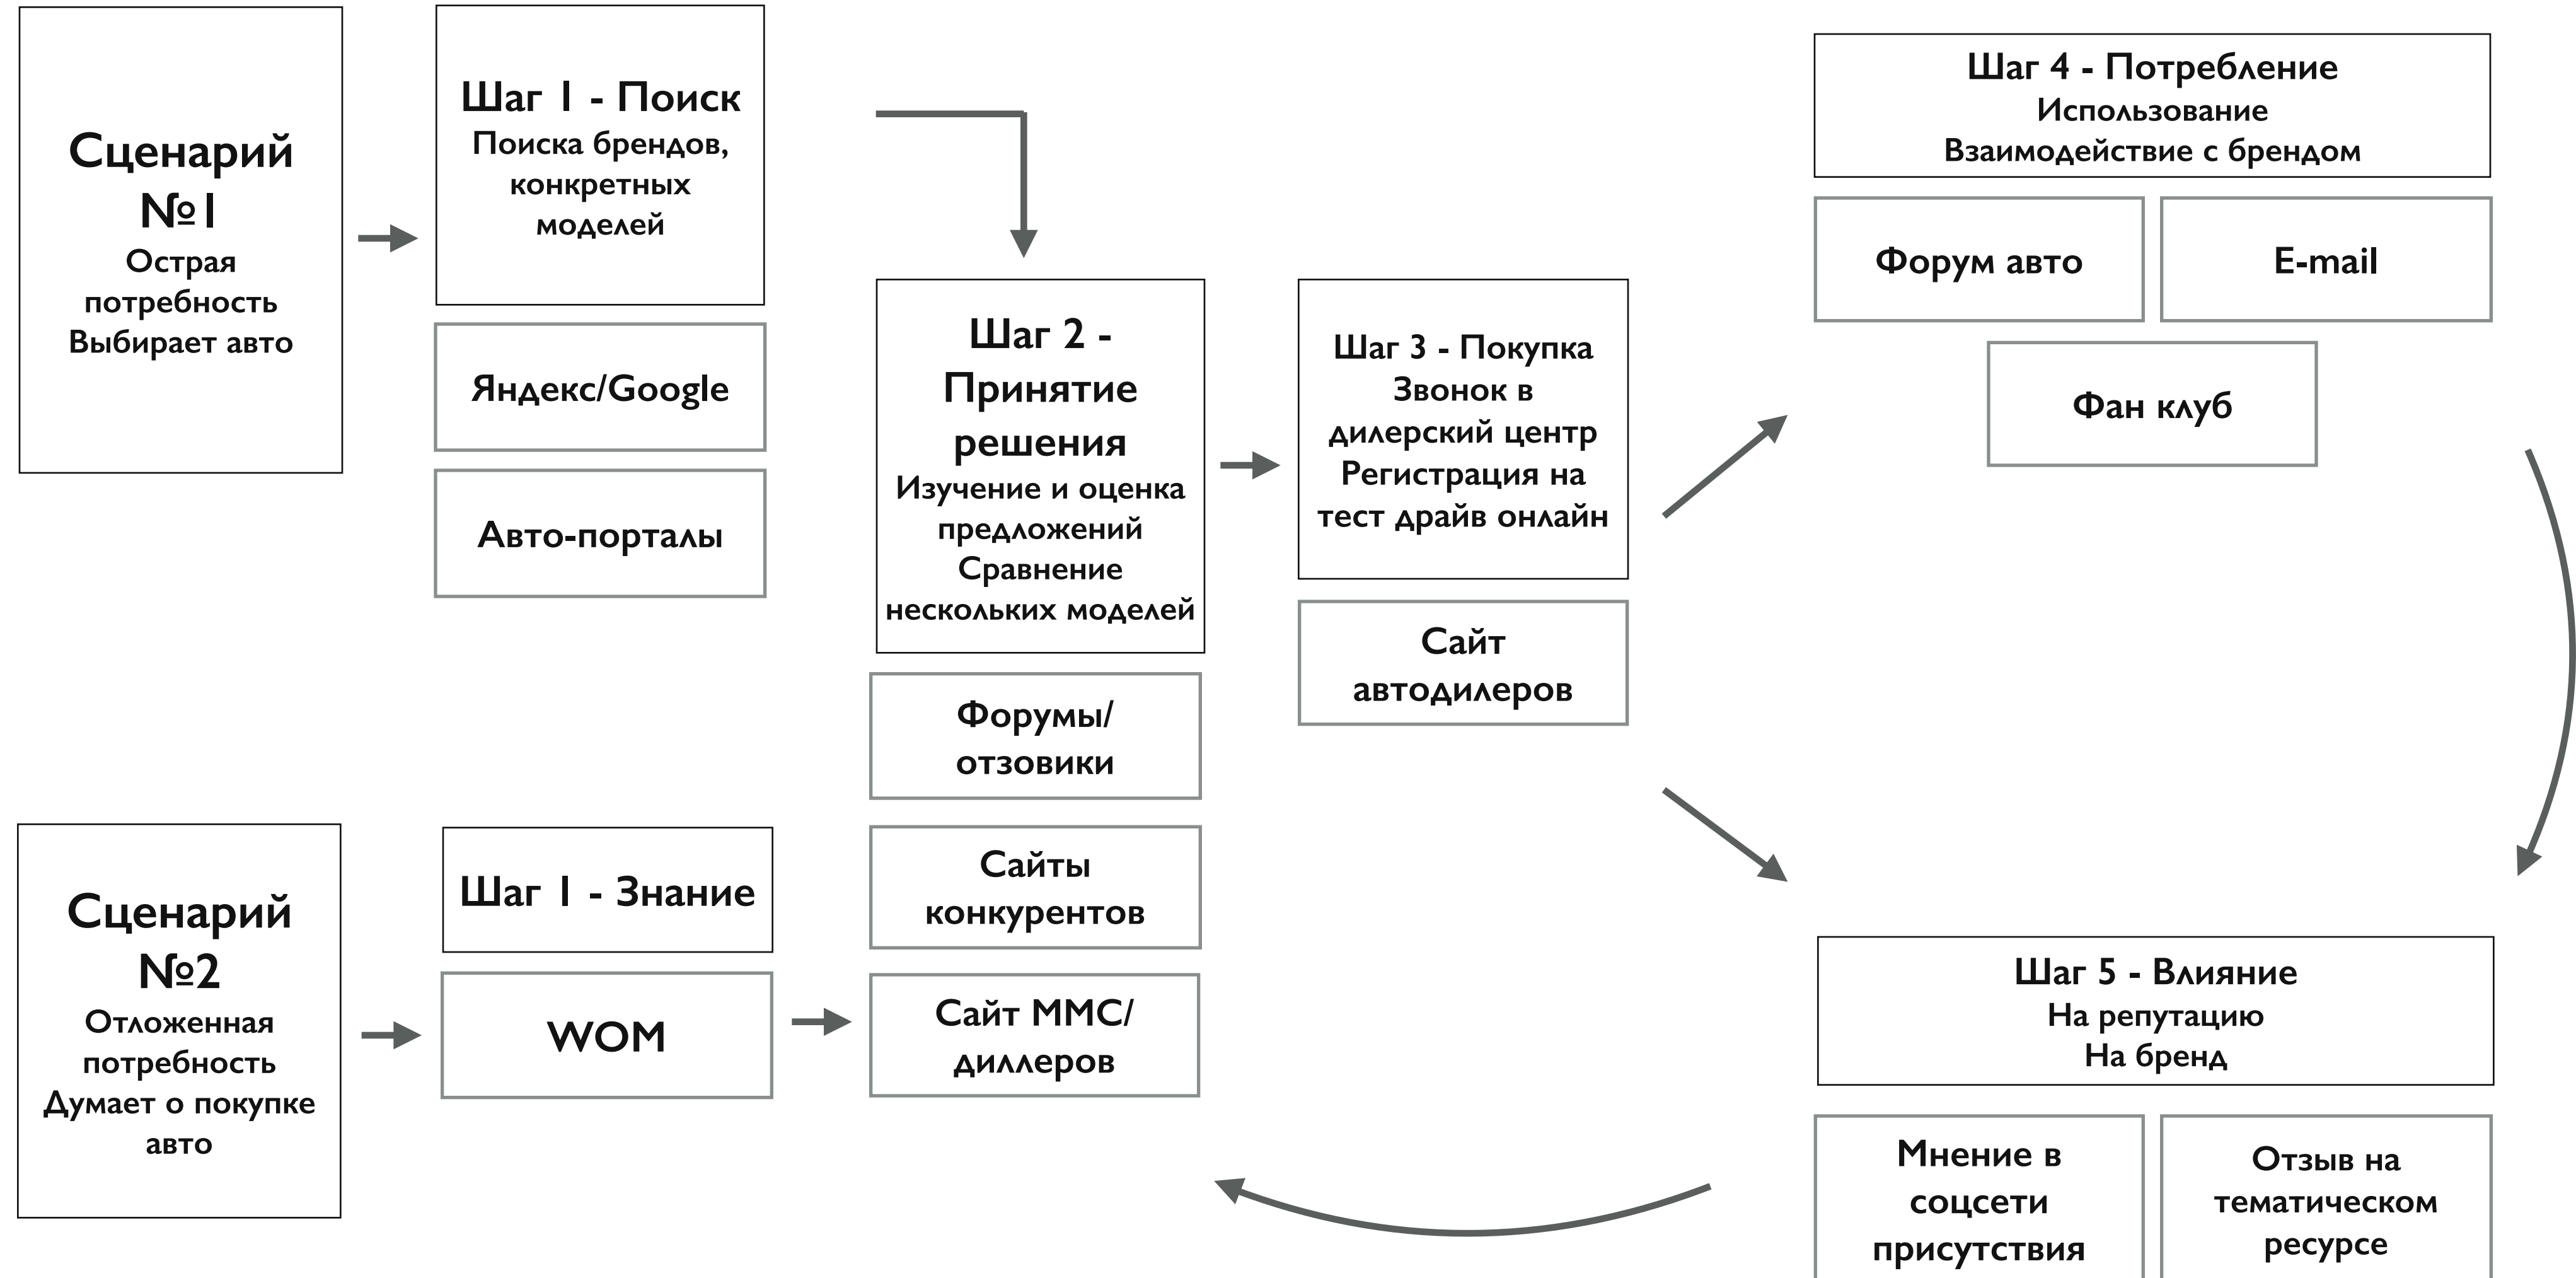 Сценарий
№1
Острая
потребность
Выбирает авто
Шаг 1 - Поиск
Поиска брендов,
конкретных
моделей
Яндекс/Google
Авто-порталы
Сценарий
№2
Отложенная
потребность
Думает о покупке
авто
Шаг 1 - Знание
WOM
Шаг 2 -
Принятие
решения
Изучение и оценка
предложений
Сравнение
нескольких моделей
Форумы/
отзовики
Сайты
конкурентов
Сайт ММС/
диллеров
Шаг 3 - Покупка
Звонок в
дилерский центр
Регистрация на
тест драйв онлайн
Сайт
автодилеров
Шаг 4 - Потребление
Использование
Взаимодействие с брендом
Форум авто
E-mail
Фан клуб
Шаг 5 - Влияние
На репутацию
На бренд
Мнение в
соцсети
присутствия
Отзыв на
тематическом
ресурсе